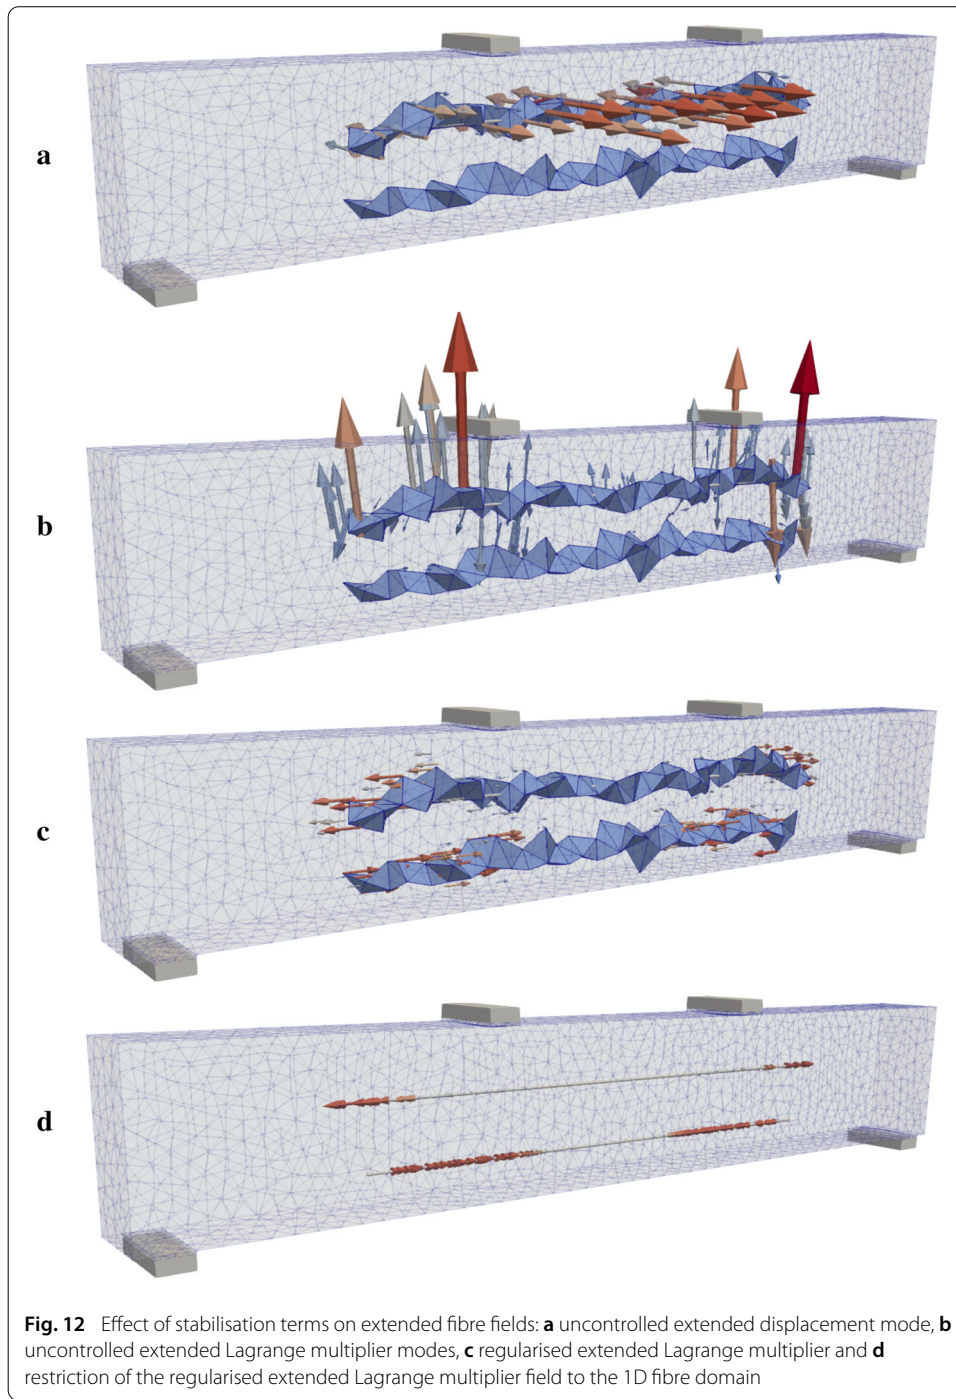 a
b
c
d
Fig. 12 Effect of stabilisation terms on extended fibre fields: a uncontrolled extended displacement mode, b
uncontrolled extended Lagrange multiplier modes, c regularised extended Lagrange multiplier and d
restriction of the regularised extended Lagrange multiplier field to the 1D fibre domain